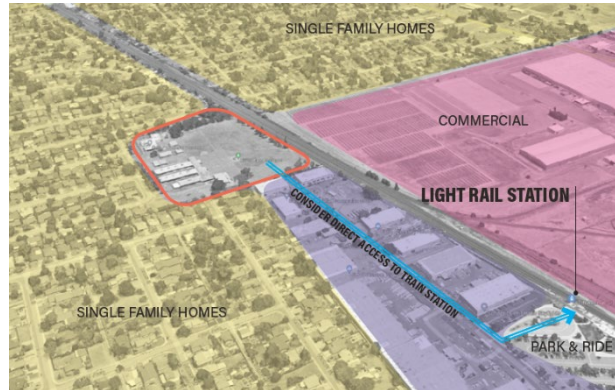 SINGLE FAMILY HOMES
COMMERCIAL
LIGHT RAIL STATION
CONSIDER DIRECT ACCESS TO TRAIN STATION
SINGLE FAMILY HOMES
PARK & RIDE